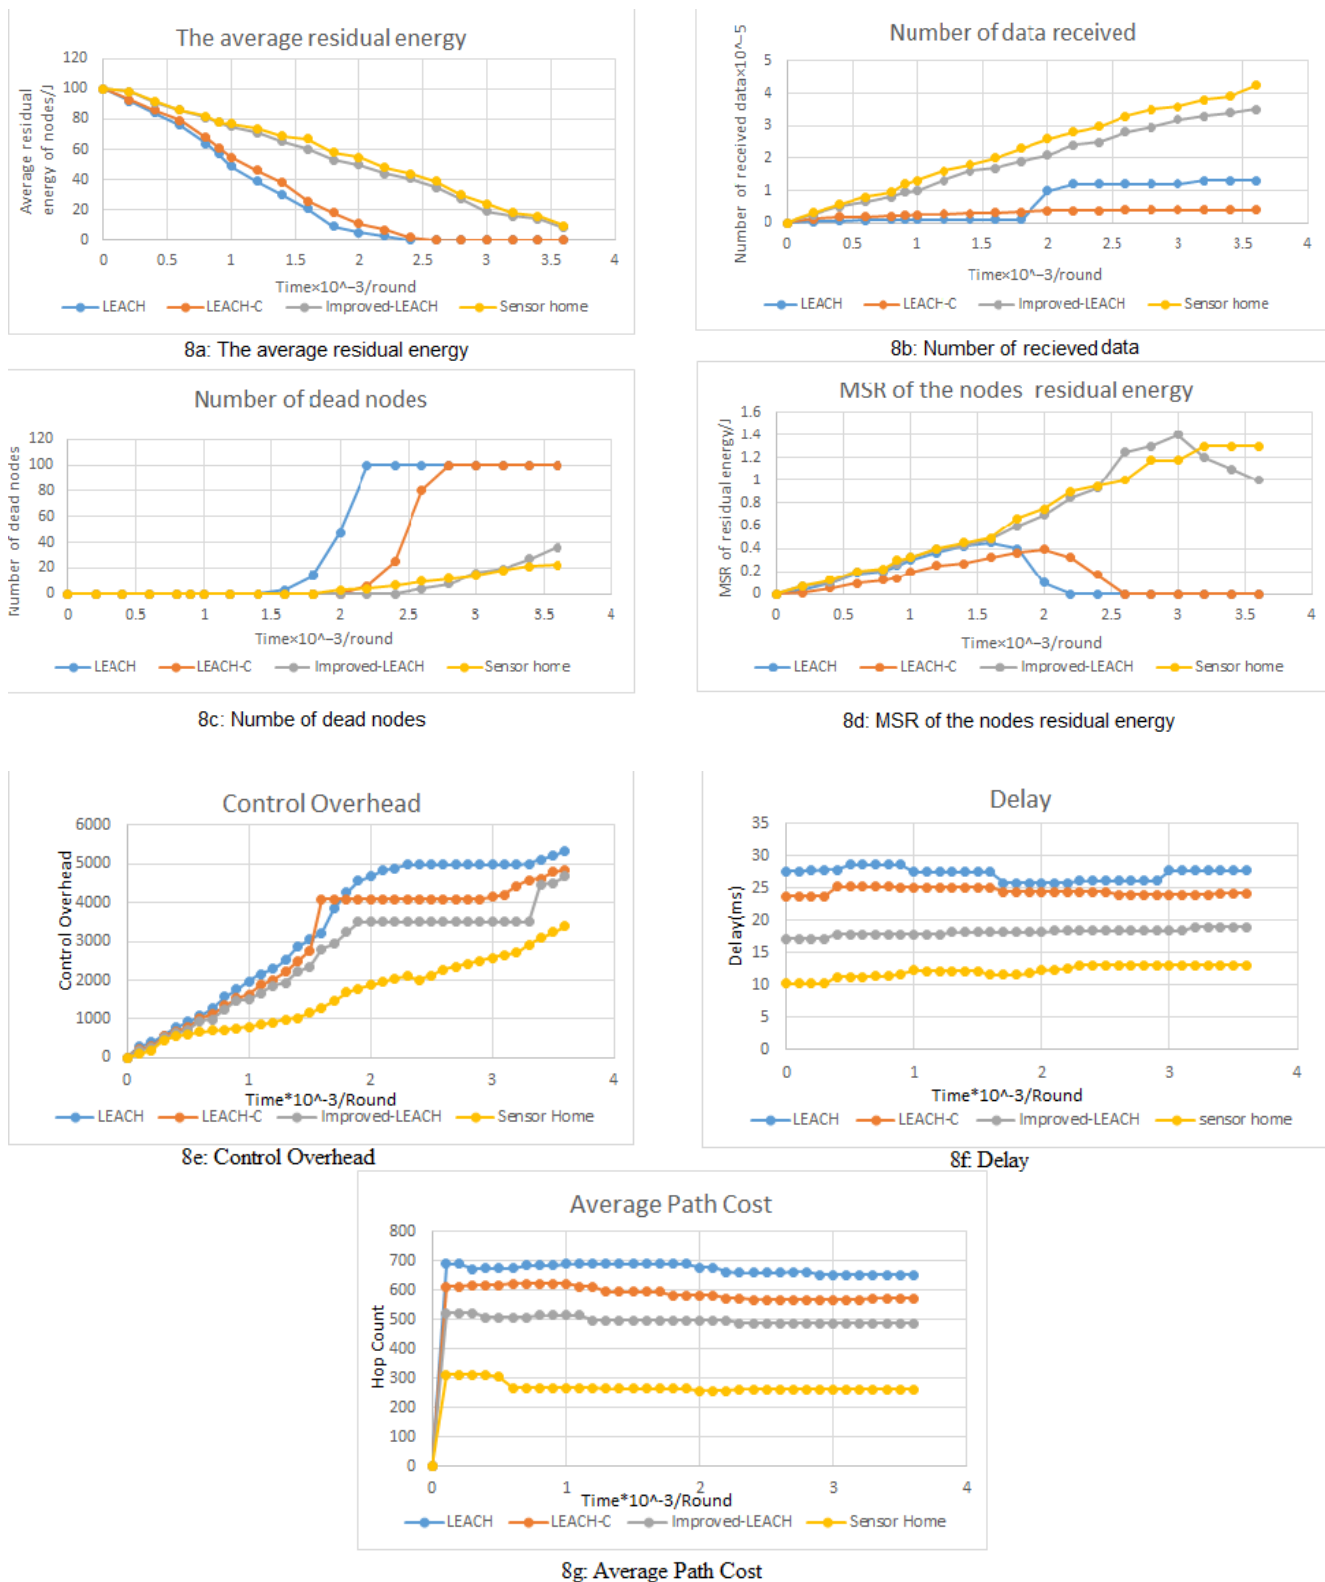 The average residual energy
Average residual
energy of nodes/J
120
100
80
60
40
20
0
0 0.5 1 1.5 2 2.5 3 3.5 4
Time×10^−3/round
LEACH LEACH-C Improved-LEACH Sensor home
8a: The average residual energy
Number of data received
Number of received data×10^−5
5
4
3
2
1
0
0 0.5 1 1.5 2 2.5 3 3.5 4
Time×10^−3/round
LEACH LEACH-C Improved-LEACH Sensor home
8b: Number of recieved data
Number of dead nodes
Number of dead nodes
120
100
80
60
40
20
0
0 0.5 1 1.5 2 2.5 3 3.5 4
Time×10^−3/round
LEACH LEACH-C Improved-LEACH Sensor home
8c: Numbe of dead nodes
MSR of the nodes residual energy
MSR of residual energy/J
1.6
1.4
1.2
1
0.8
0.6
0.4
0.2
0
0 0.5 1 1.5 2 2.5 3 3.5 4
Time×10^−3/round
LEACH LEACH-C Improved-LEACH Sensor home
8d: MSR of the nodes residual energy
Control Overhead
Control Overhead
6000
5000
4000
3000
2000
1000
0
0 1 2 3 4
Time*10^-3/Round
LEACH LEACH-C Improved-LEACH Sensor Home
8e: Control Overhead
Delay
Delay(ms)
35
30
25
20
15
10
5
0
0 1 2 3 4
Time*10^-3/Round
LEACH LEACH-C Improved-LEACH sensor home
8f: Delay
Average Path Cost
Hop Count
800
700
600
500
400
300
200
100
0
0 1 2 3 4
Time*10^-3/Round
LEACH LEACH-C Improved-LEACH Sensor Home
8g: Average Path Cost